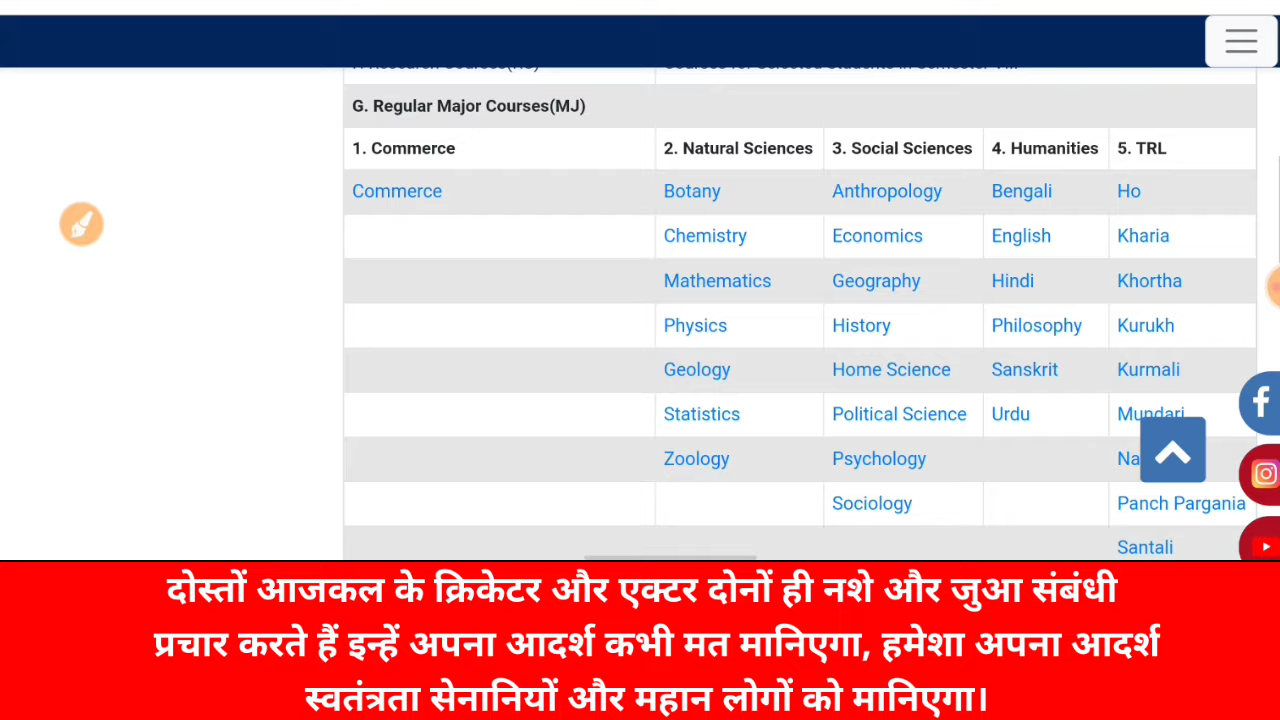 G. Regular Major Courses(MJ)
1. Commerce 2. Natural Sciences 3. Social Sciences 4. Humanities 5. TRL
Commerce Botany Anthropology Bengali Ho
Chemistry Economics English Kharia
Mathematics Geography Hindi Khortha
Physics History Philosophy Kurukh
Geology Home Science Sanskrit Kurmali
Statistics Political Science Urdu Mundari
Zoology Psychology
Sociology Panch Pargania
Santali
दोस्तों आजकल के क्रिकेटर और एक्टर दोनों ही नशे और जुआ संबंधी
प्रचार करते हैं इन्हें अपना आदर्श कभी मत मानिएगा, हमेशा अपना आदर्श
स्वतंत्रता सेनानियों और महान लोगों को मानिएगा।